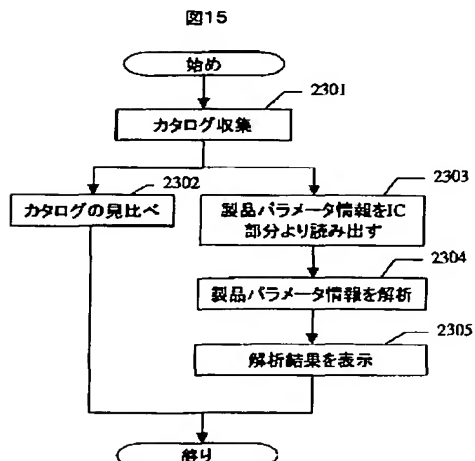 図15
始め
2301
カタログ収集
2302
カタログの見比べ
2303
製品パラメータ情報をIC
部分より読み出す
2304
製品パラメータ情報を解析
2305
解析結果を表示
終り